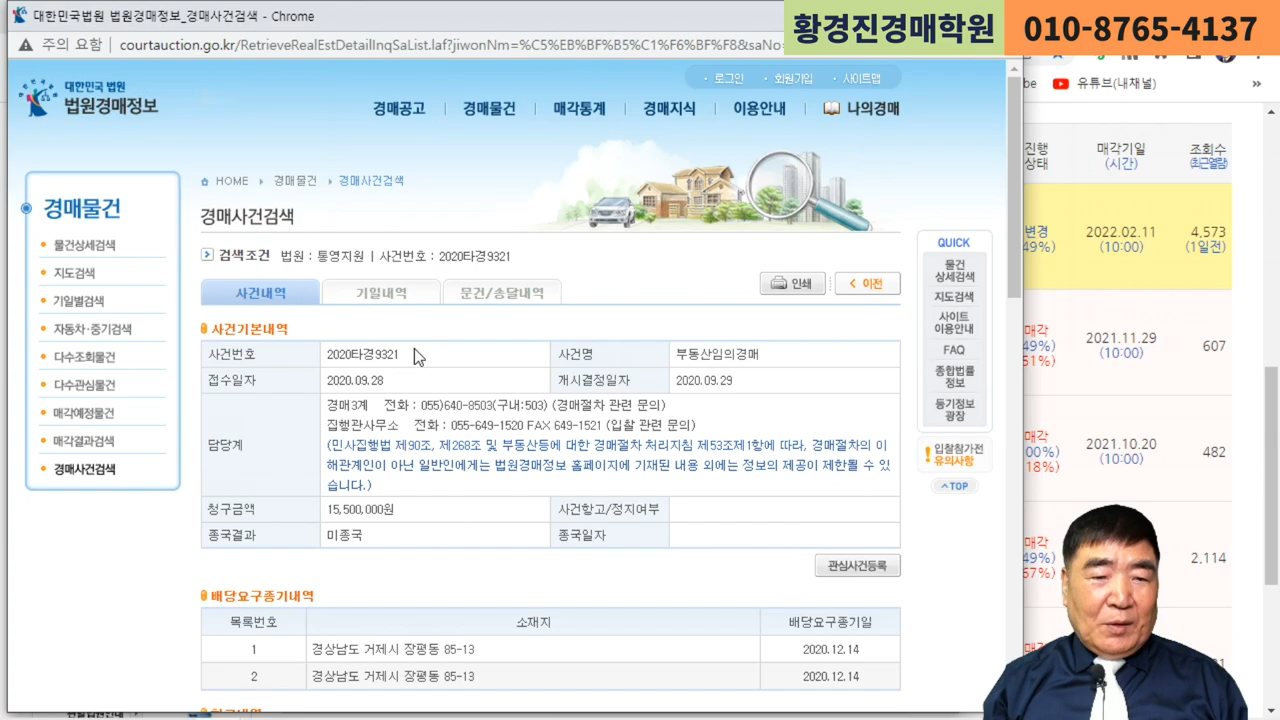 대한민국법원 법원경매정보_경매사건검색 - Chrome
황경진경매학원 010-8765-4137
주의 요함 | courtauction.go.kr/RetrieveRealEstDetailInqSaList.laf?jiwonNm=%C5%EB%BF%B5%C1%F6%BF%F8&saNo=
유튜브(내채널)
»
대한민국 법원
법원경매정보
로그인 회원가입 사이트맵
경매공고 경매물건 매각통계 경매지식 이용안내 나의경매
HOME 경매물건 경매사건검색
경매사건검색
경매물건
물건상세검색
지도검색
기일별검색
자동차·중기검색
다수조회물건
다수관심물건
매각예정물건
매각결과검색
경매사건검색
검색조건 법원 : 통영지원 | 사건번호 : 2020타경9321
사건내역 기일내역 문건/송달내역
인쇄 이전
사건기본내역
사건번호 2020타경9321 사건명 부동산임의경매
접수일자 2020.09.28 개시결정일자 2020.09.29
담당계
경매3계 전화 : 055)640-8503(구내:503) (경매절차 관련 문의)
집행관사무소 전화 : 055-649-1520 FAX 649-1521 (입찰 관련 문의)
(민사집행법 제90조, 제268조 및 부동산등에 대한 경매절차 처리지침 제53조제1항에 따라, 경매절차의 이
해관계인이 아닌 일반인에게는 법원경매정보 홈페이지에 기재된 내용 외에는 정보의 제공이 제한될 수 있
습니다.)
청구금액 15,500,000원 사건항고/정지여부
종국결과 미종국 종국일자
관심사건등록
배당요구종기내역
목록번호 소재지 배당요구종기일
1 경상남도 거제시 장평동 85-13 2020.12.14
2 경상남도 거제시 장평동 85-13 2020.12.14
QUICK
물건
상세검색
지도검색
사이트
이용안내
FAQ
종합법률
정보
등기정보
광장
입찰참가전
유의사항
TOP
진행
상태
매각기일
(시간)
조회수
(최근열람)
변경 2022.02.11 4,573
49%) (10:00) (1일전)
매각 2021.11.29 607
49%) (10:00)
51%)
매각 2021.10.20 482
00%) (10:00)
18%)
매각 2,114
49%)
57%)